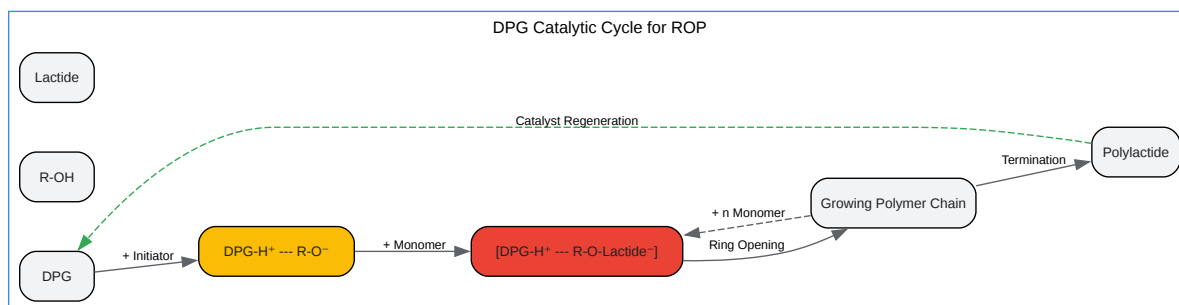 DPG Catalytic Cycle for ROP
Lactide
Catalyst Regeneration
Polylactide
Termination
R-OH
Growing Polymer Chain
+ n Monomer
Ring Opening
DPG
+ Initiator
DPG-H⁺ --- R-O⁻
+ Monomer
[DPG-H⁺ --- R-O-Lactide⁻]